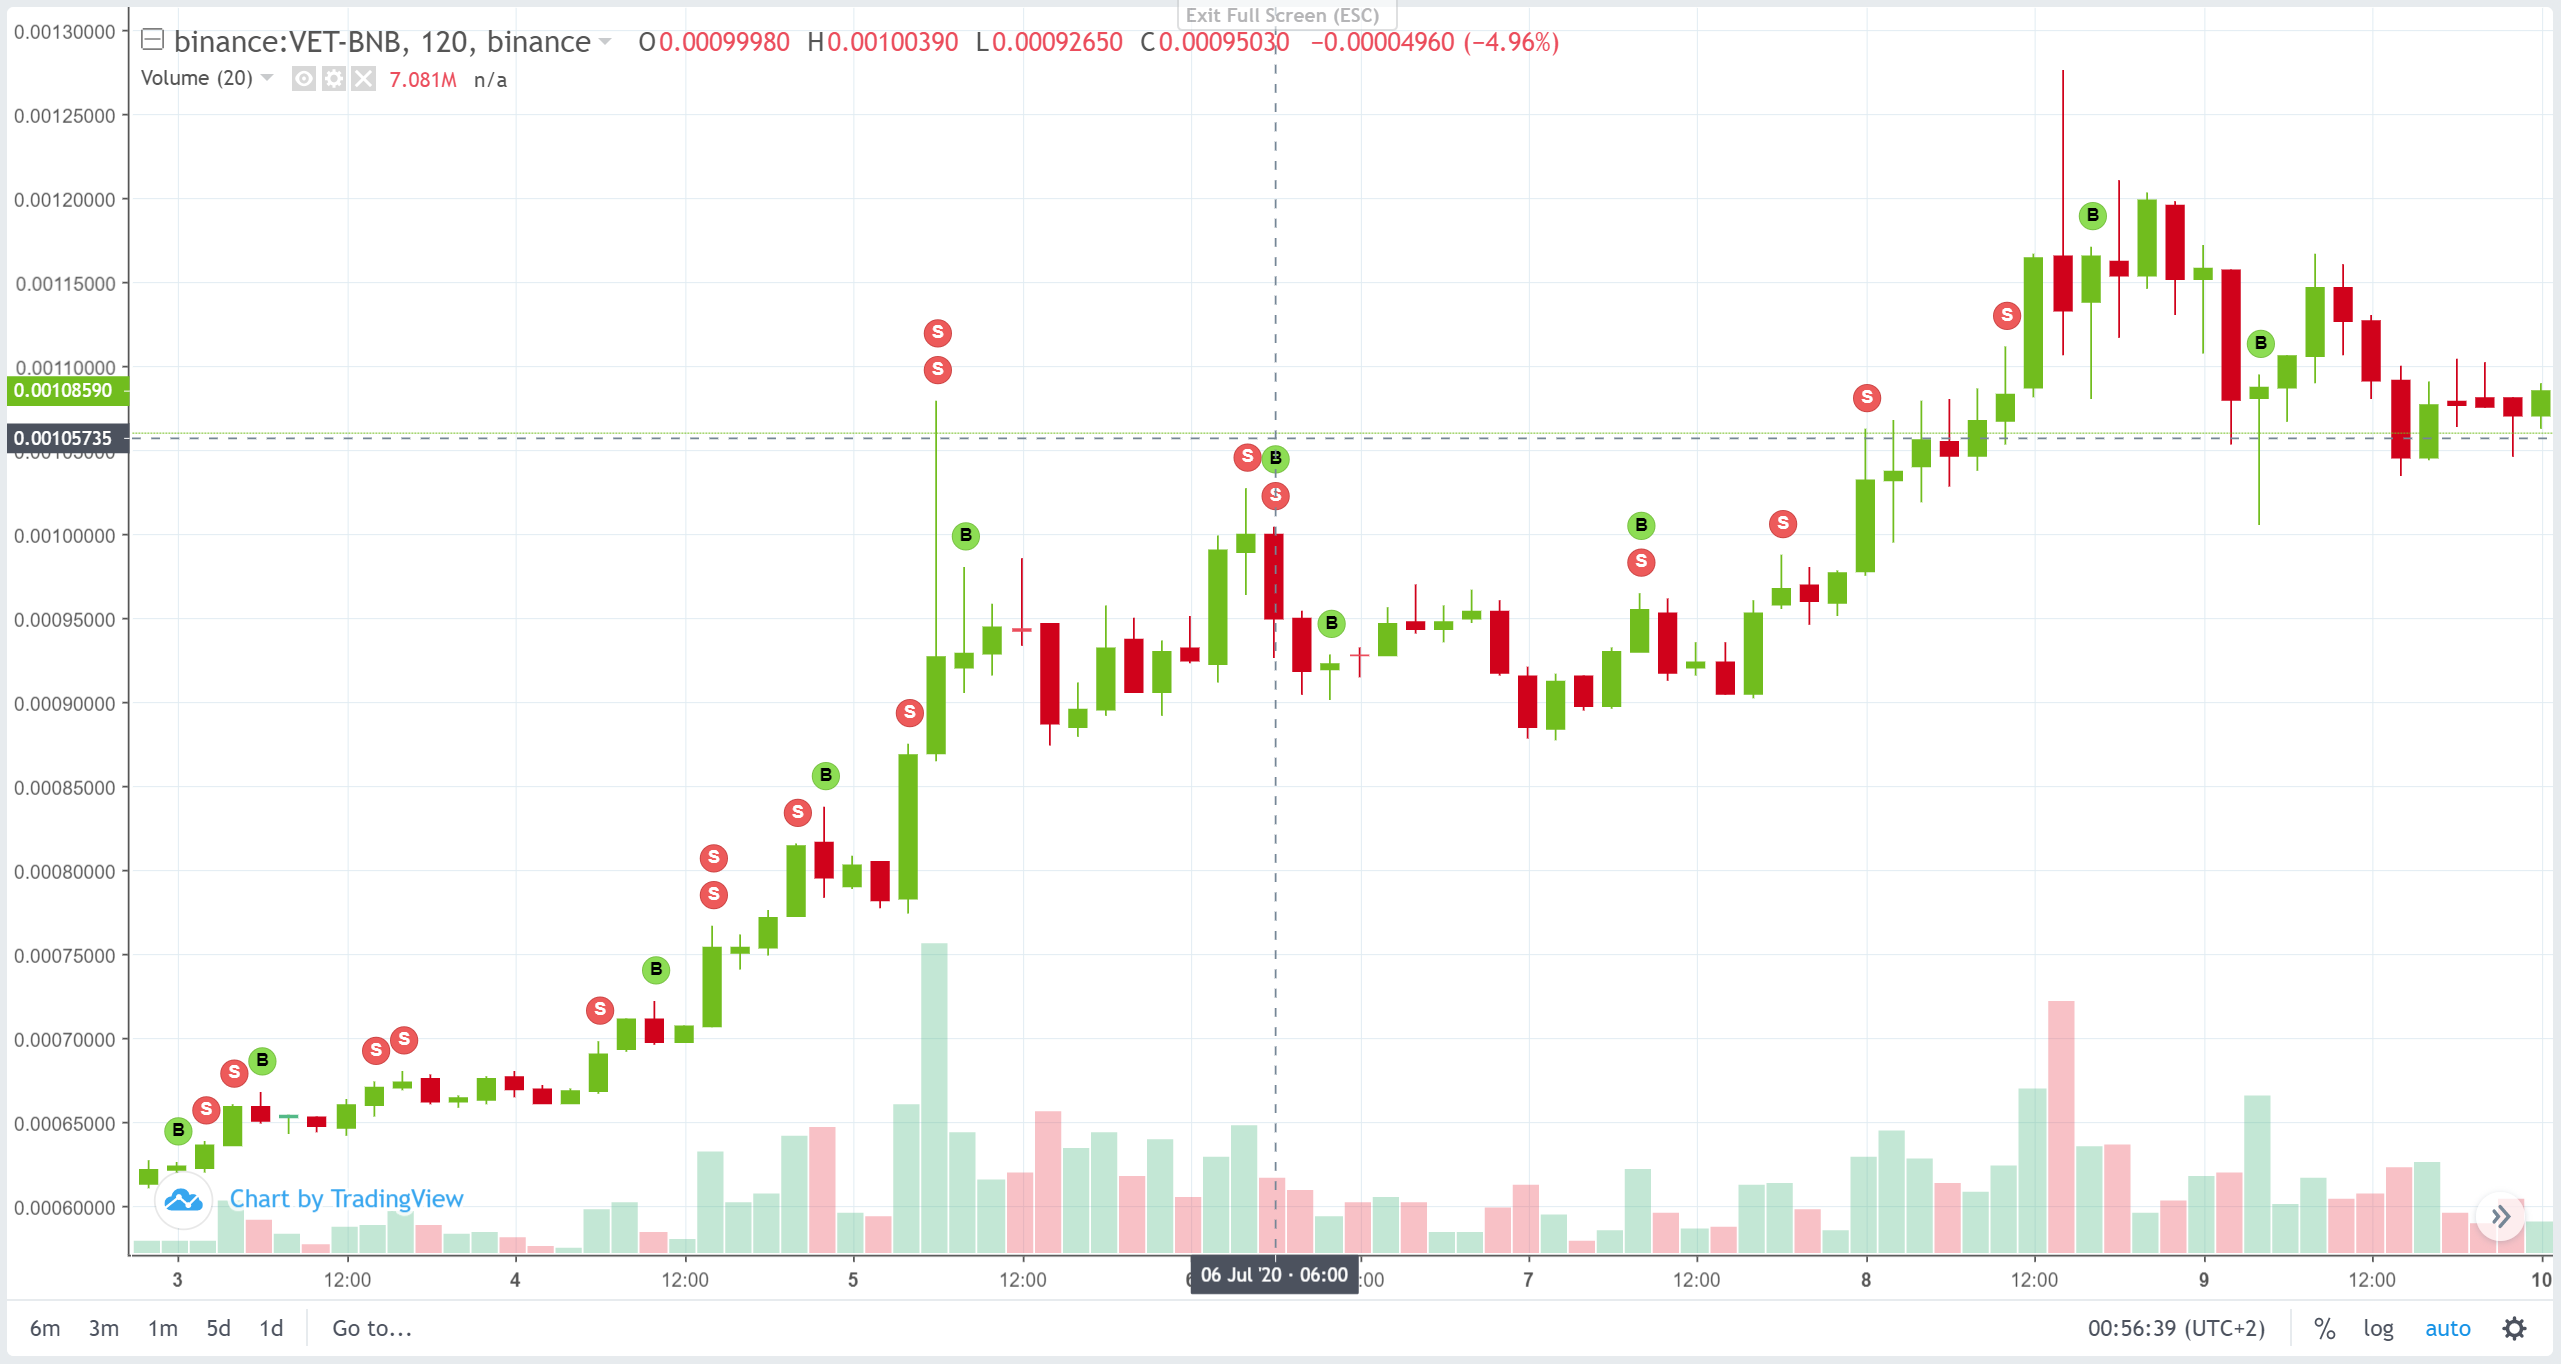 Exit Full Screen (ESC)
binance:VET-BNB, 120, binance O0.00099980 H0.00100390 L0.00092650 C0.00095030 −0.00004960 (−4.96%)
Volume (20) 7.081M n/a
0.00130000
0.00125000
0.00120000
0.00115000
0.00110000
0.00108590
0.00105735
0.00100000
0.00095000
0.00090000
0.00085000
0.00080000
0.00075000
0.00070000
0.00065000
0.00060000
S
S
B
S
B
S
S
B
S
B
S
S
B
S
B
S
S
B
S
S
S
B
S
B
S
S
B
S
S
B
B
Chart by TradingView
3 12:00 4 12:00 5 12:00 06 Jul '20 · 06:00 :00 7 12:00 8 12:00 9 12:00 10
6m 3m 1m 5d 1d Go to... 00:56:39 (UTC+2) % log auto